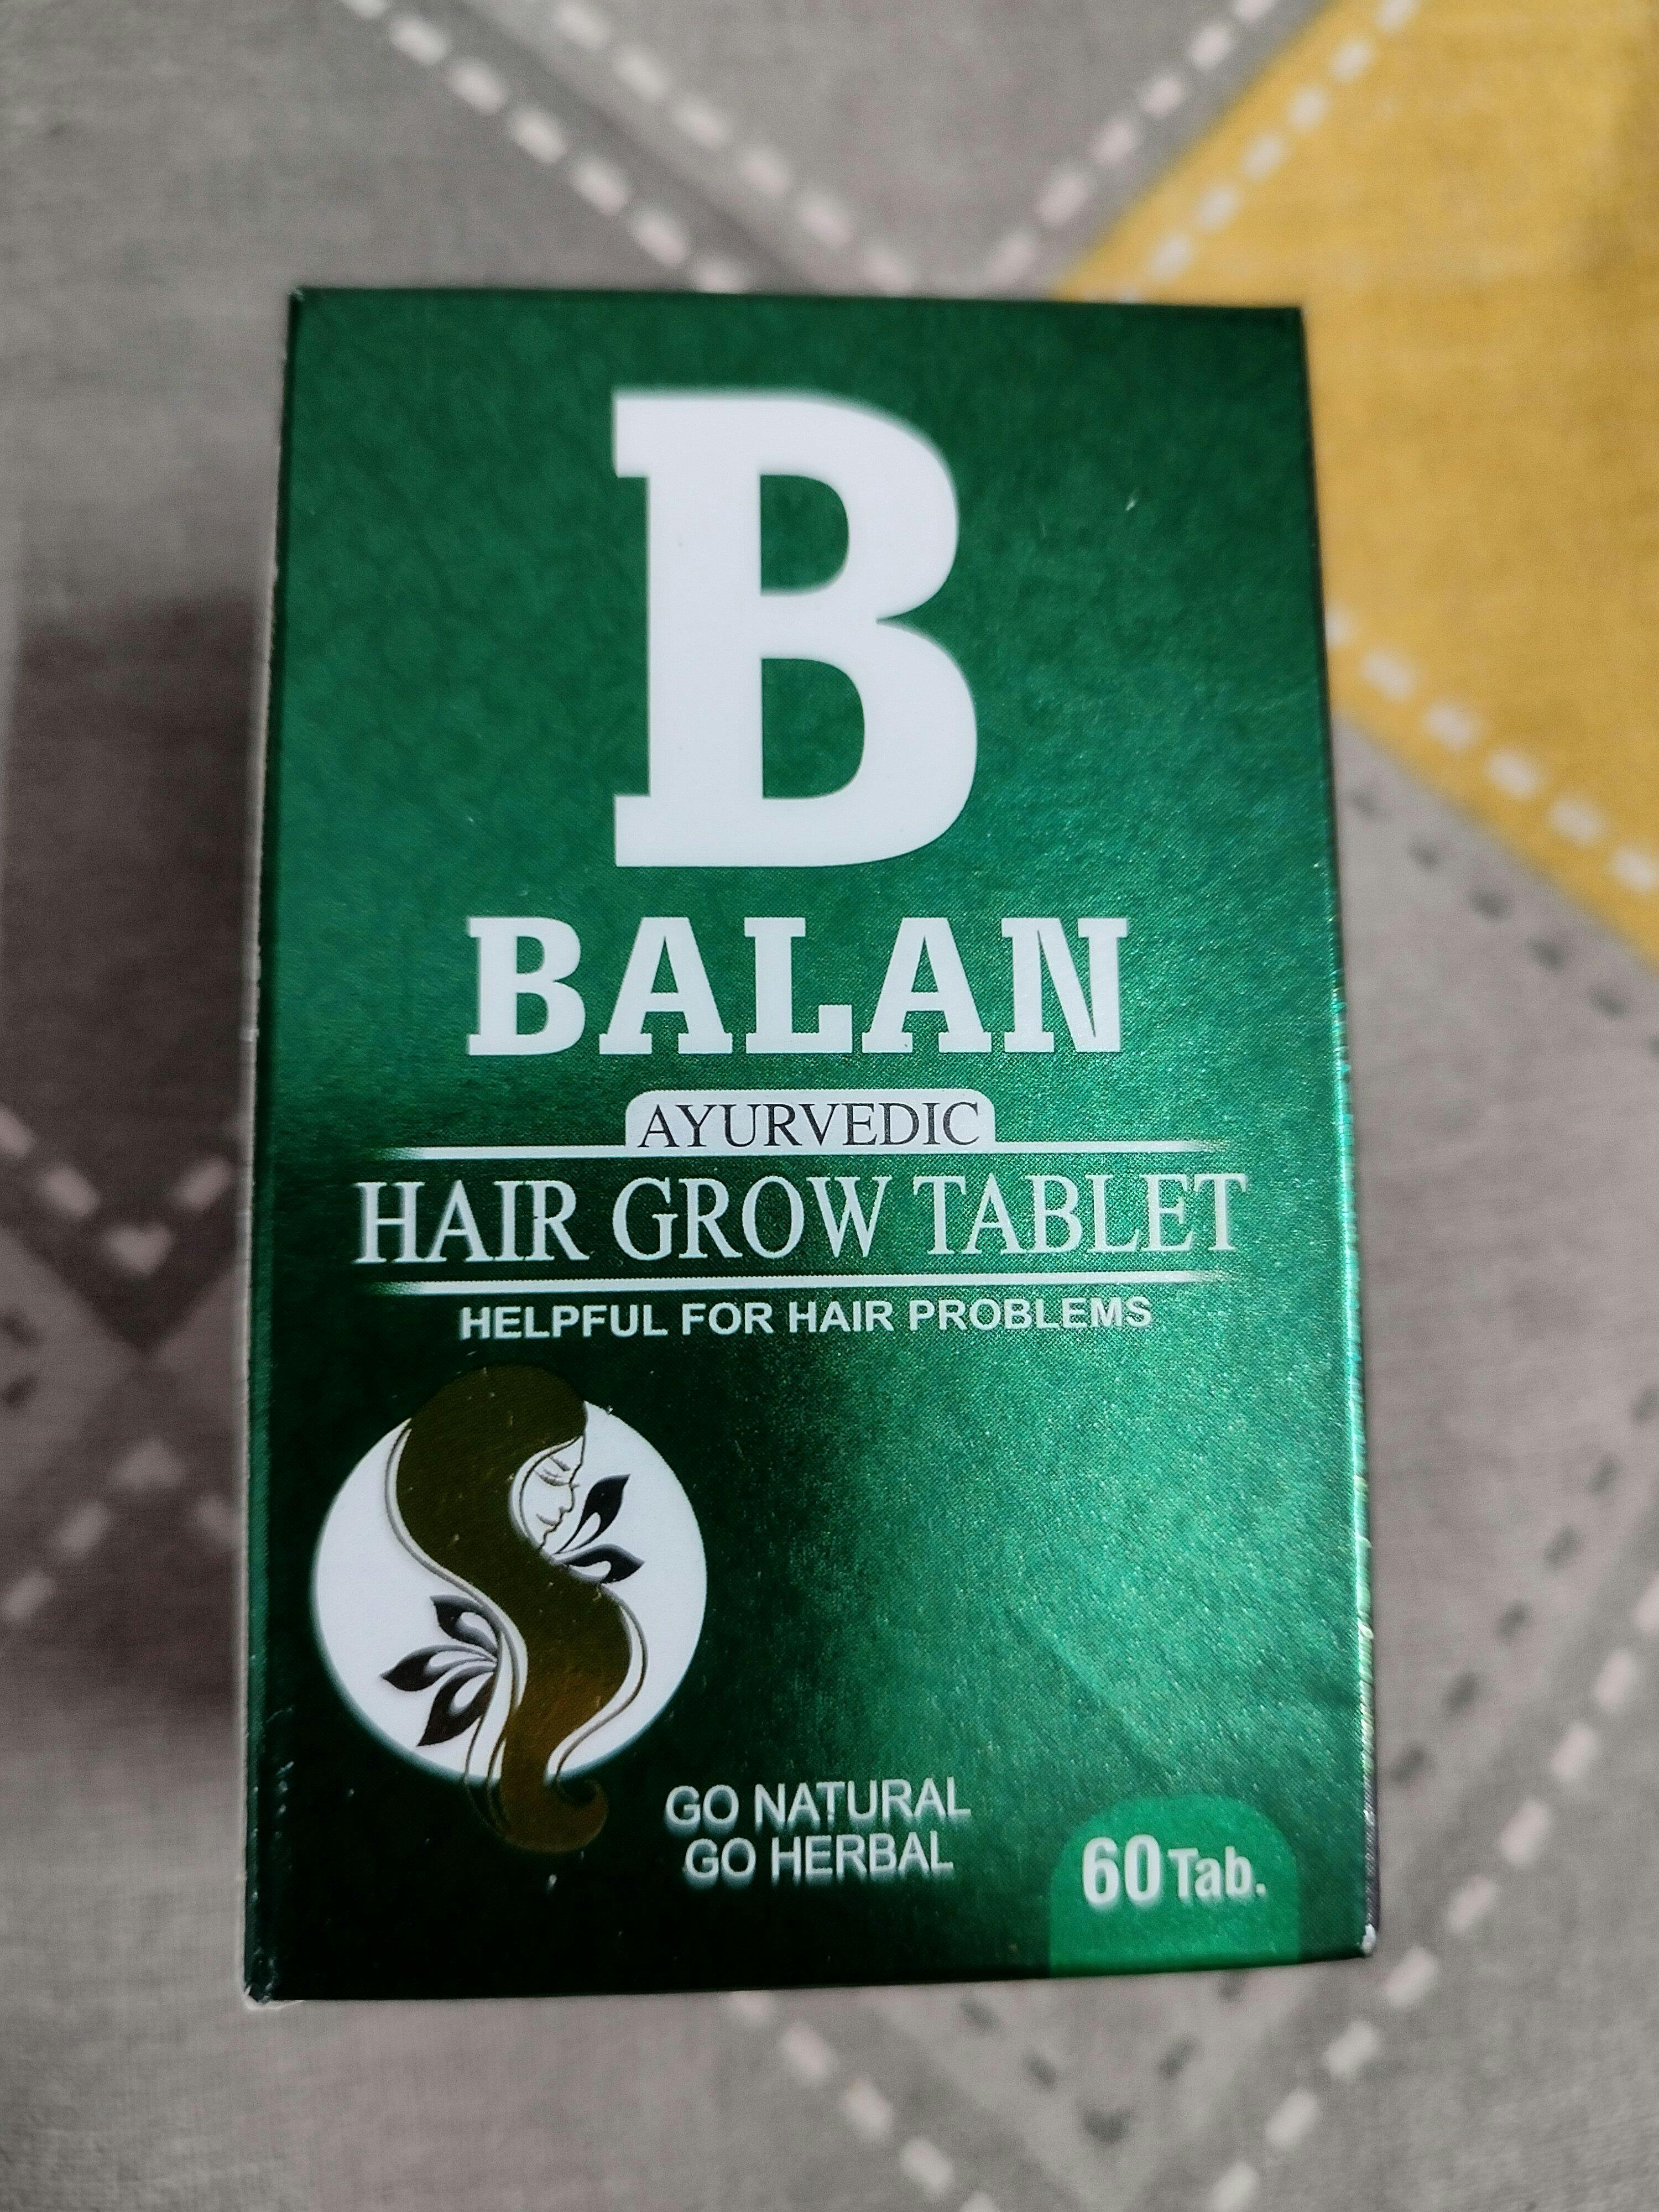 B
BALAN
AYURVEDIC
HAIR GROW TABLET
HELPFUL FOR HAIR PROBLEMS
GO NATURAL
GO HERBAL
60 Tab.